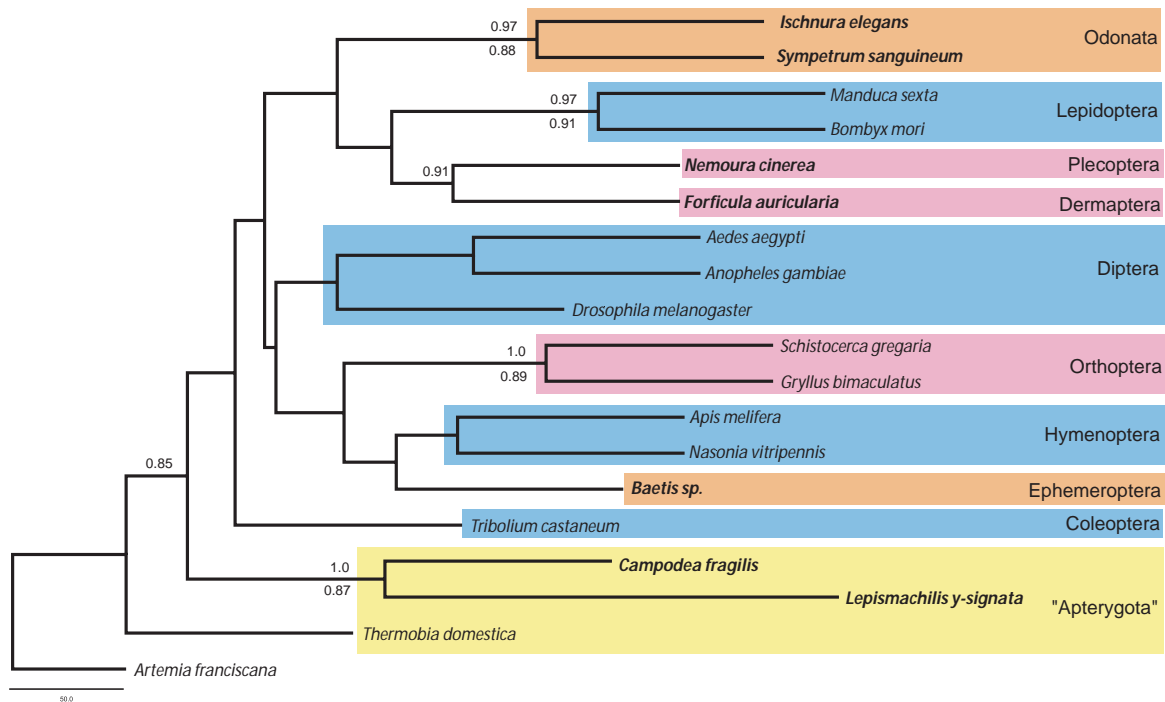 0.97
0.88
Ischnura elegans
Sympetrum sanguineum
Odonata
0.97
0.91
Manduca sexta
Bombyx mori
Lepidoptera
0.91
Nemoura cinerea
Plecoptera
Forficula auricularia
Dermaptera
Aedes aegypti
Anopheles gambiae
Drosophila melanogaster
Diptera
1.0
0.89
Schistocerca gregaria
Gryllus bimaculatus
Orthoptera
Apis melifera
Nasonia vitripennis
Hymenoptera
0.85
Baetis sp.
Ephemeroptera
Tribolium castaneum
Coleoptera
1.0
0.87
Campodea fragilis
Lepismachilis y-signata
"Apterygota"
Thermobia domestica
Artemia franciscana
50.0